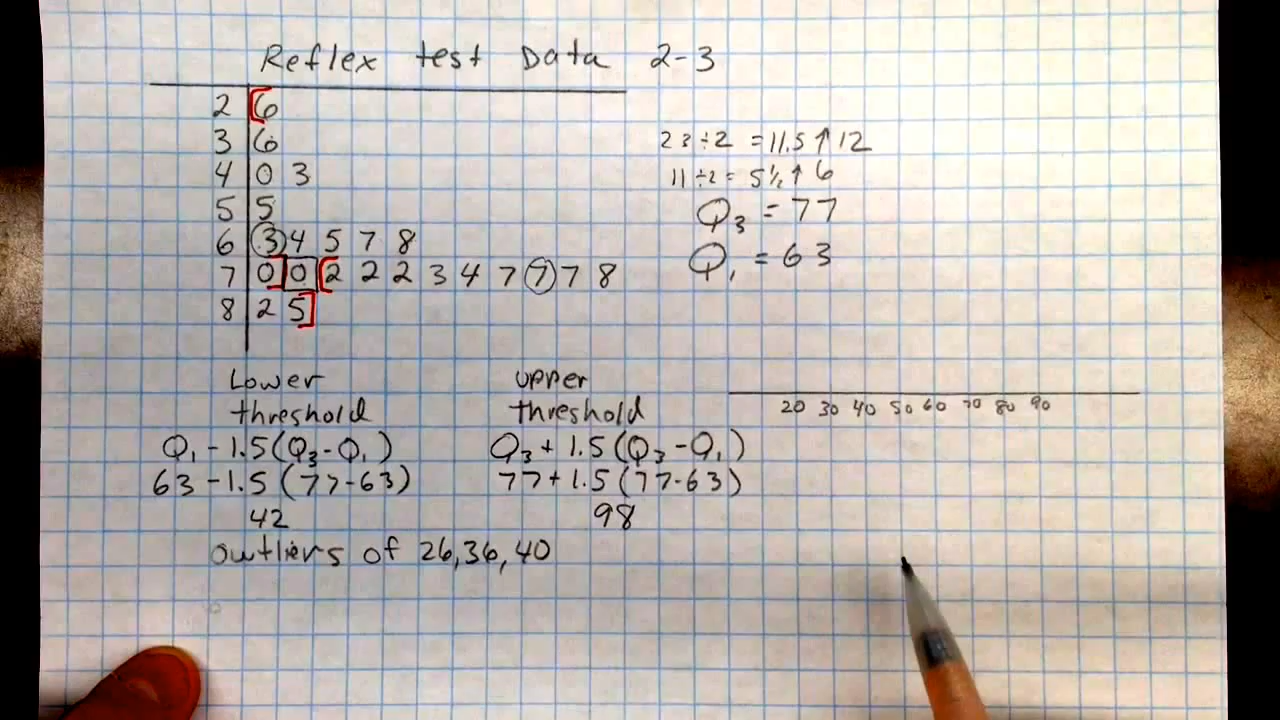 Reflex test Data 2-3
2 6
3 6
4 0 3
5 5
6 3 4 5 7 8
7 0 0 2 2 2 3 4 7 7 7 8
8 2 5
23÷2 = 11.5↑12
11÷2 = 5½↑6
Q₃ = 77
Q₁ = 63
Lower
threshold
Q₁ - 1.5(Q₃-Q₁)
63 - 1.5(77-63)
42
upper
threshold
Q₃ + 1.5(Q₃-Q₁)
77 + 1.5(77-63)
98
outliers of 26, 36, 40
20 30 40 50 60 70 80 90